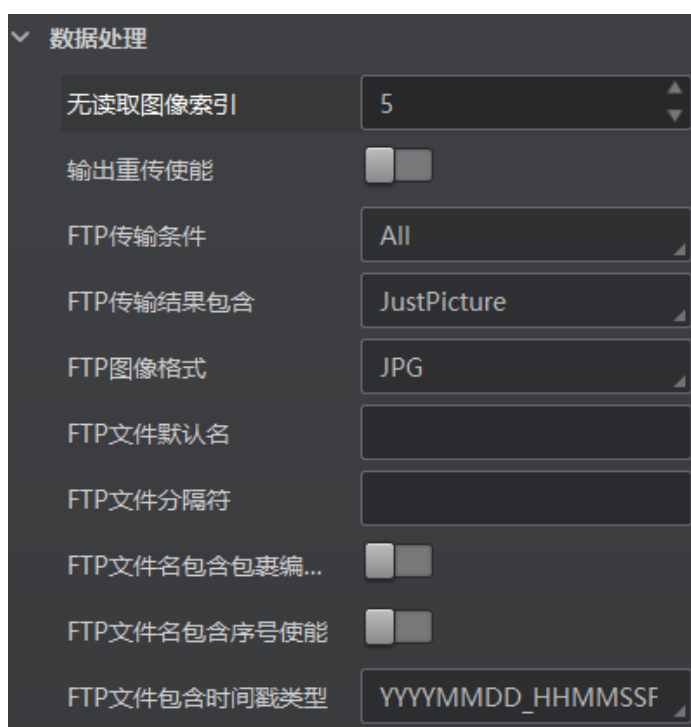 数据处理
无读取图像索引 5
输出重传使能
FTP传输条件 All
FTP传输结果包含 JustPicture
FTP图像格式 JPG
FTP文件默认名
FTP文件分隔符
FTP文件名包含包裹编...
FTP文件名包含序号使能
FTP文件包含时间戳类型 YYYYMMDD_HHMMSSF